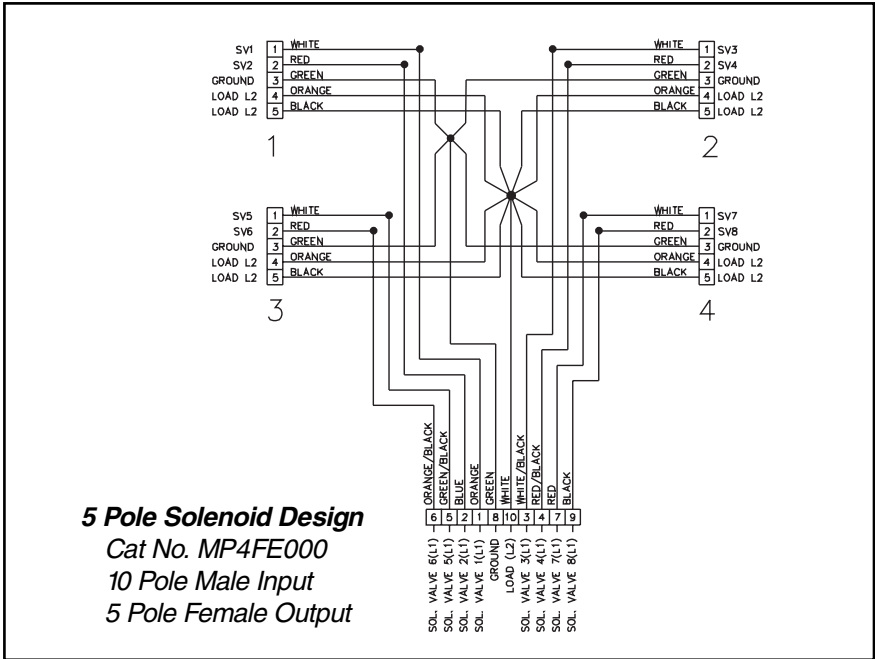 SV1 1 WHITE
SV2 2 RED
GROUND 3 GREEN
LOAD L2 4 ORANGE
LOAD L2 5 BLACK
1
WHITE 1 SV3
RED 2 SV4
GREEN 3 GROUND
ORANGE 4 LOAD L2
BLACK 5 LOAD L2
2
SV5 1 WHITE
SV6 2 RED
GROUND 3 GREEN
LOAD L2 4 ORANGE
LOAD L2 5 BLACK
3
WHITE 1 SV7
RED 2 SV8
GREEN 3 GROUND
ORANGE 4 LOAD L2
BLACK 5 LOAD L2
4
ORANGE/BLACK 6 SOL. VALVE 6(L1)
GREEN/BLACK 5 SOL. VALVE 5(L1)
BLUE 2 SOL. VALVE 2(L1)
ORANGE 1 SOL. VALVE 1(L1)
GREEN 8 GROUND
WHITE 10 LOAD (L2)
WHITE/BLACK 3 SOL. VALVE 3(L1)
RED/BLACK 4 SOL. VALVE 4(L1)
RED 7 SOL. VALVE 7(L1)
BLACK 9 SOL. VALVE 8(L1)
5 Pole Solenoid Design
Cat No. MP4FE000
10 Pole Male Input
5 Pole Female Output